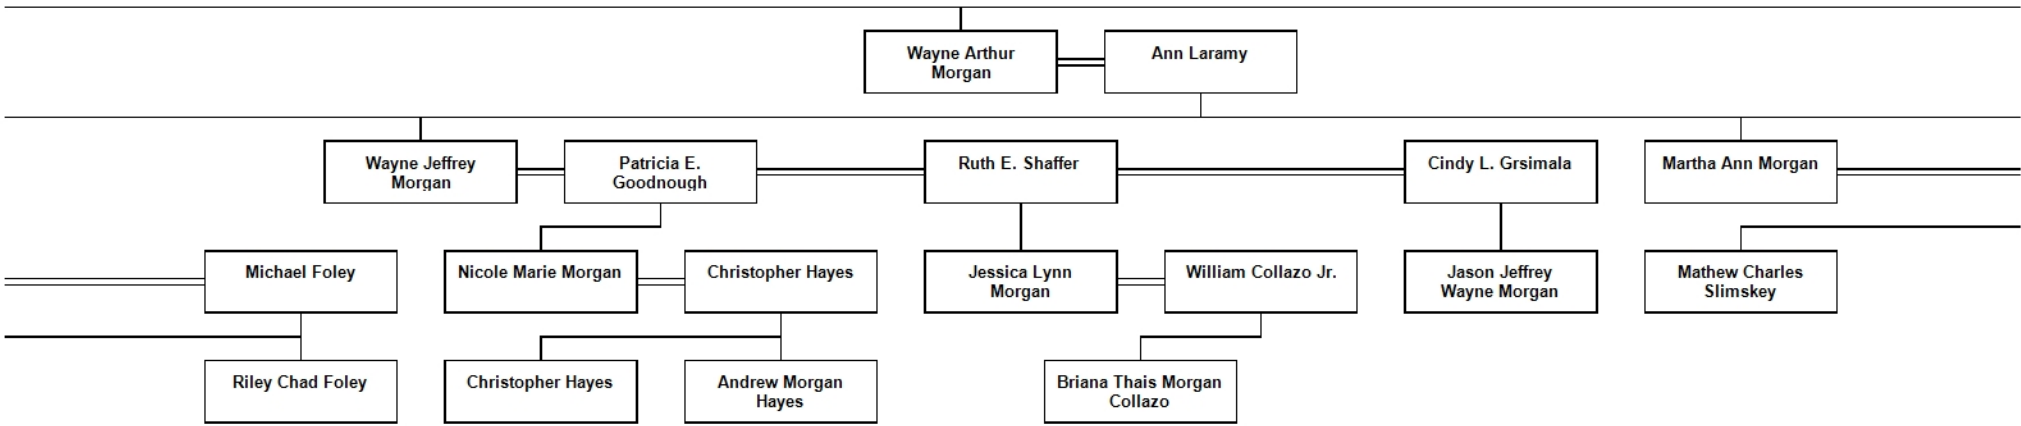 Wayne Arthur
Morgan
Ann Laramy
Wayne Jeffrey
Morgan
Patricia E.
Goodnough
Ruth E. Shaffer
Cindy L. Grsimala
Martha Ann Morgan
Michael Foley
Nicole Marie Morgan
Christopher Hayes
Jessica Lynn
Morgan
William Collazo Jr.
Jason Jeffrey
Wayne Morgan
Mathew Charles
Slimskey
Riley Chad Foley
Christopher Hayes
Andrew Morgan
Hayes
Briana Thais Morgan
Collazo